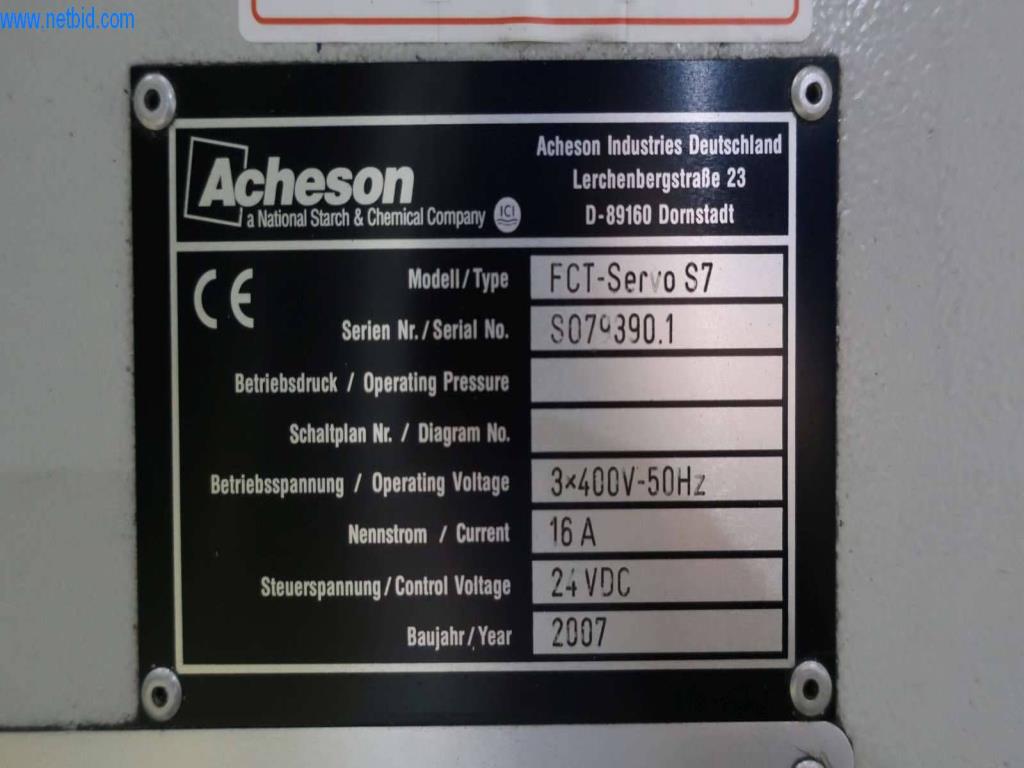 www.netbid.com
Acheson
a National Starch & Chemical Company
ICI
Acheson Industries Deutschland
Lerchenbergstraße 23
D-89160 Dornstadt
CE
Modell/Type FCT-Servo S7
Serien Nr./Serial No. S079390.1
Betriebsdruck / Operating Pressure
Schaltplan Nr. / Diagram No.
Betriebsspannung / Operating Voltage 3×400V-50Hz
Nennstrom / Current 16 A
Steuerspannung/Control Voltage 24 VDC
Baujahr/Year 2007